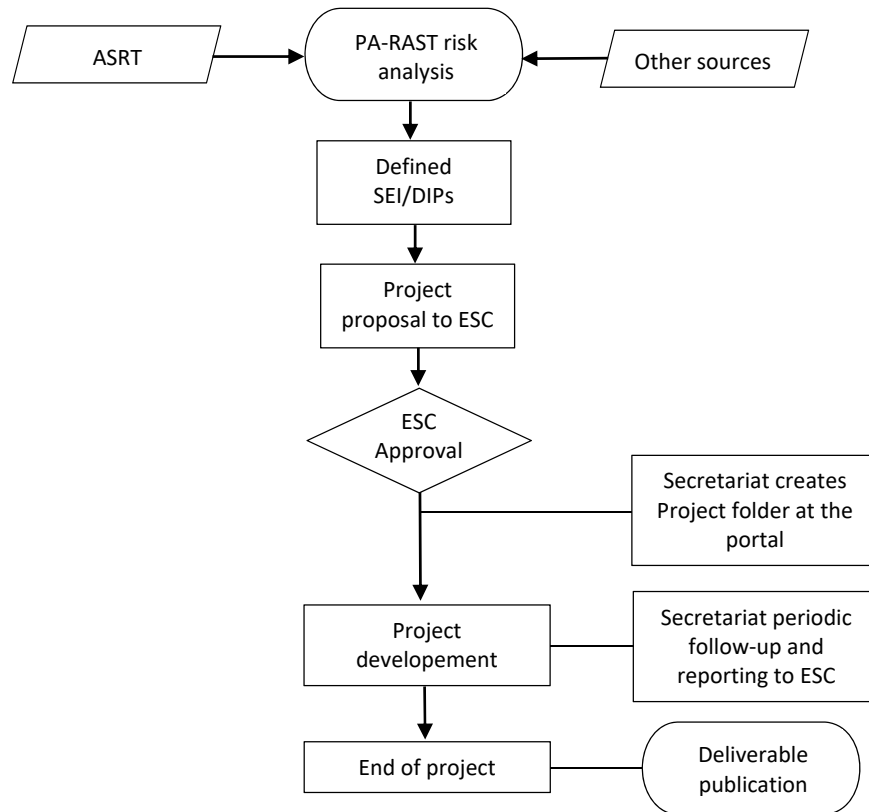 ASRT
PA-RAST risk
analysis
Other sources
Defined
SEI/DIPs
Project
proposal to ESC
ESC
Approval
Secretariat creates
Project folder at the
portal
Project
developement
Secretariat periodic
follow-up and
reporting to ESC
End of project
Deliverable
publication